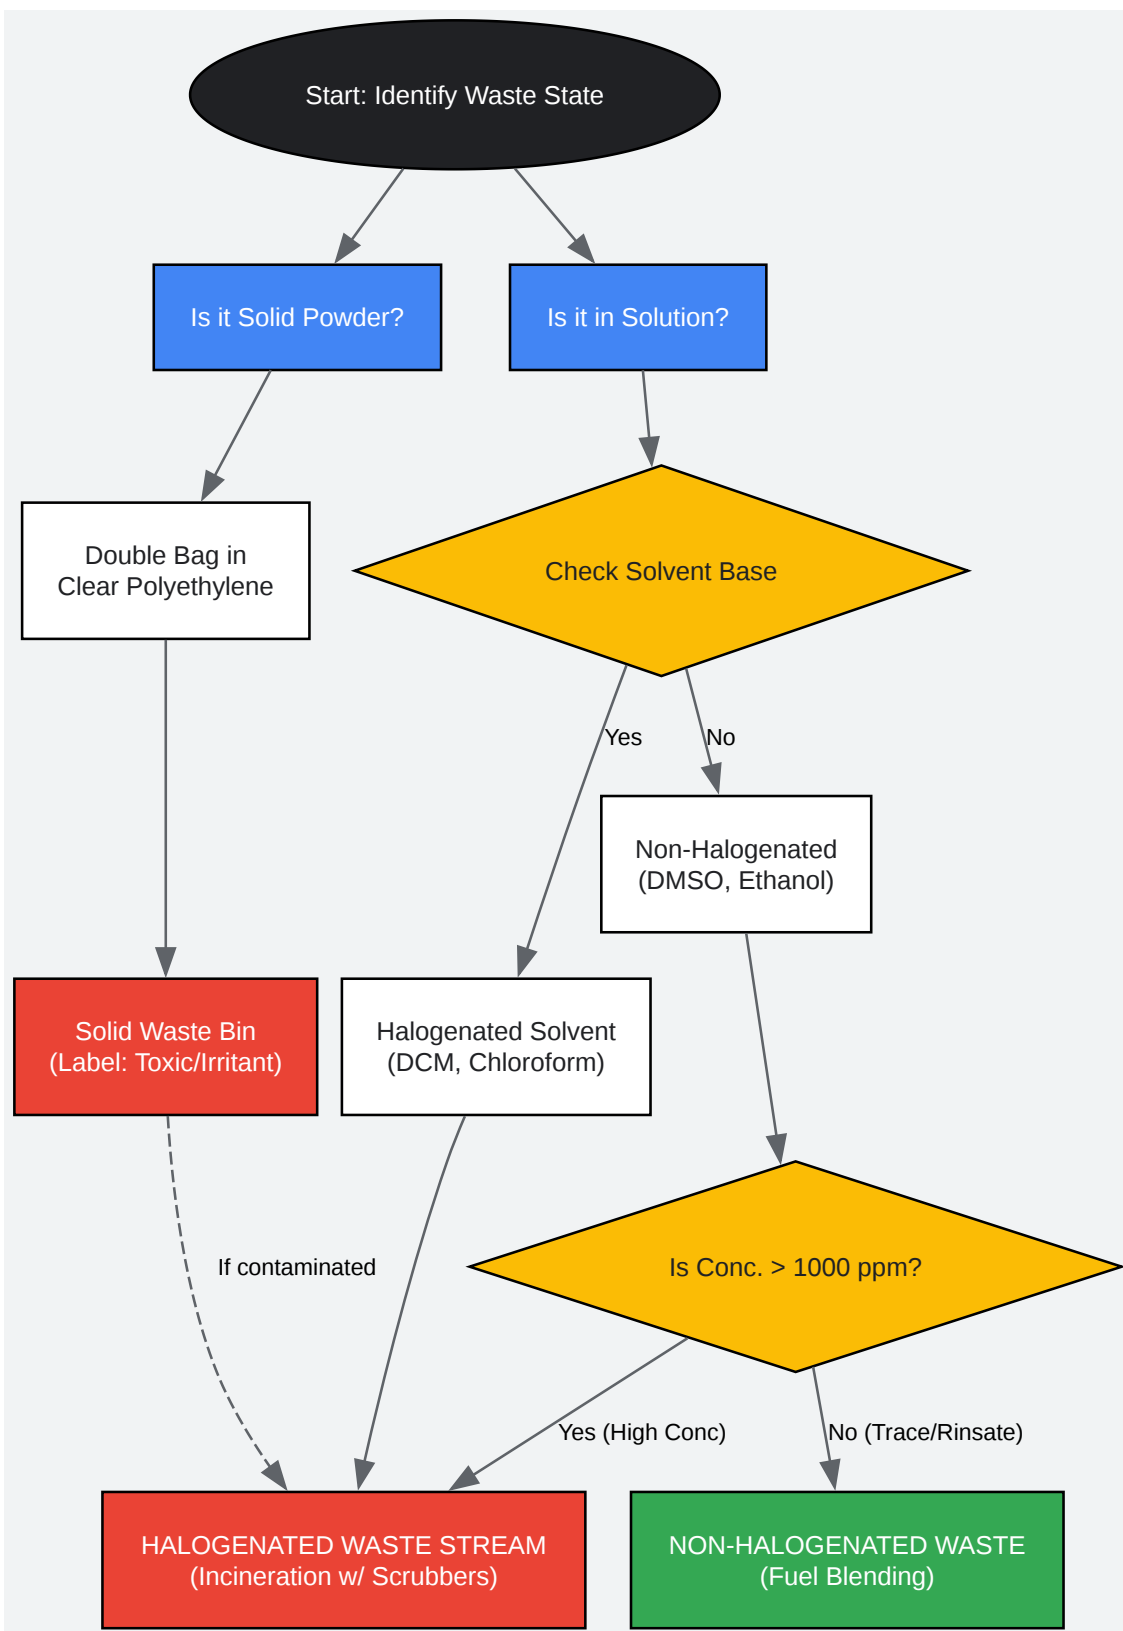 Start: Identify Waste State
Is it Solid Powder?
Is it in Solution?
Double Bag in
Clear Polyethylene
Check Solvent Base
Yes
No
Non-Halogenated
(DMSO, Ethanol)
Solid Waste Bin
(Label: Toxic/Irritant)
Halogenated Solvent
(DCM, Chloroform)
If contaminated
Is Conc. > 1000 ppm?
Yes (High Conc)
No (Trace/Rinsate)
HALOGENATED WASTE STREAM
(Incineration w/ Scrubbers)
NON-HALOGENATED WASTE
(Fuel Blending)